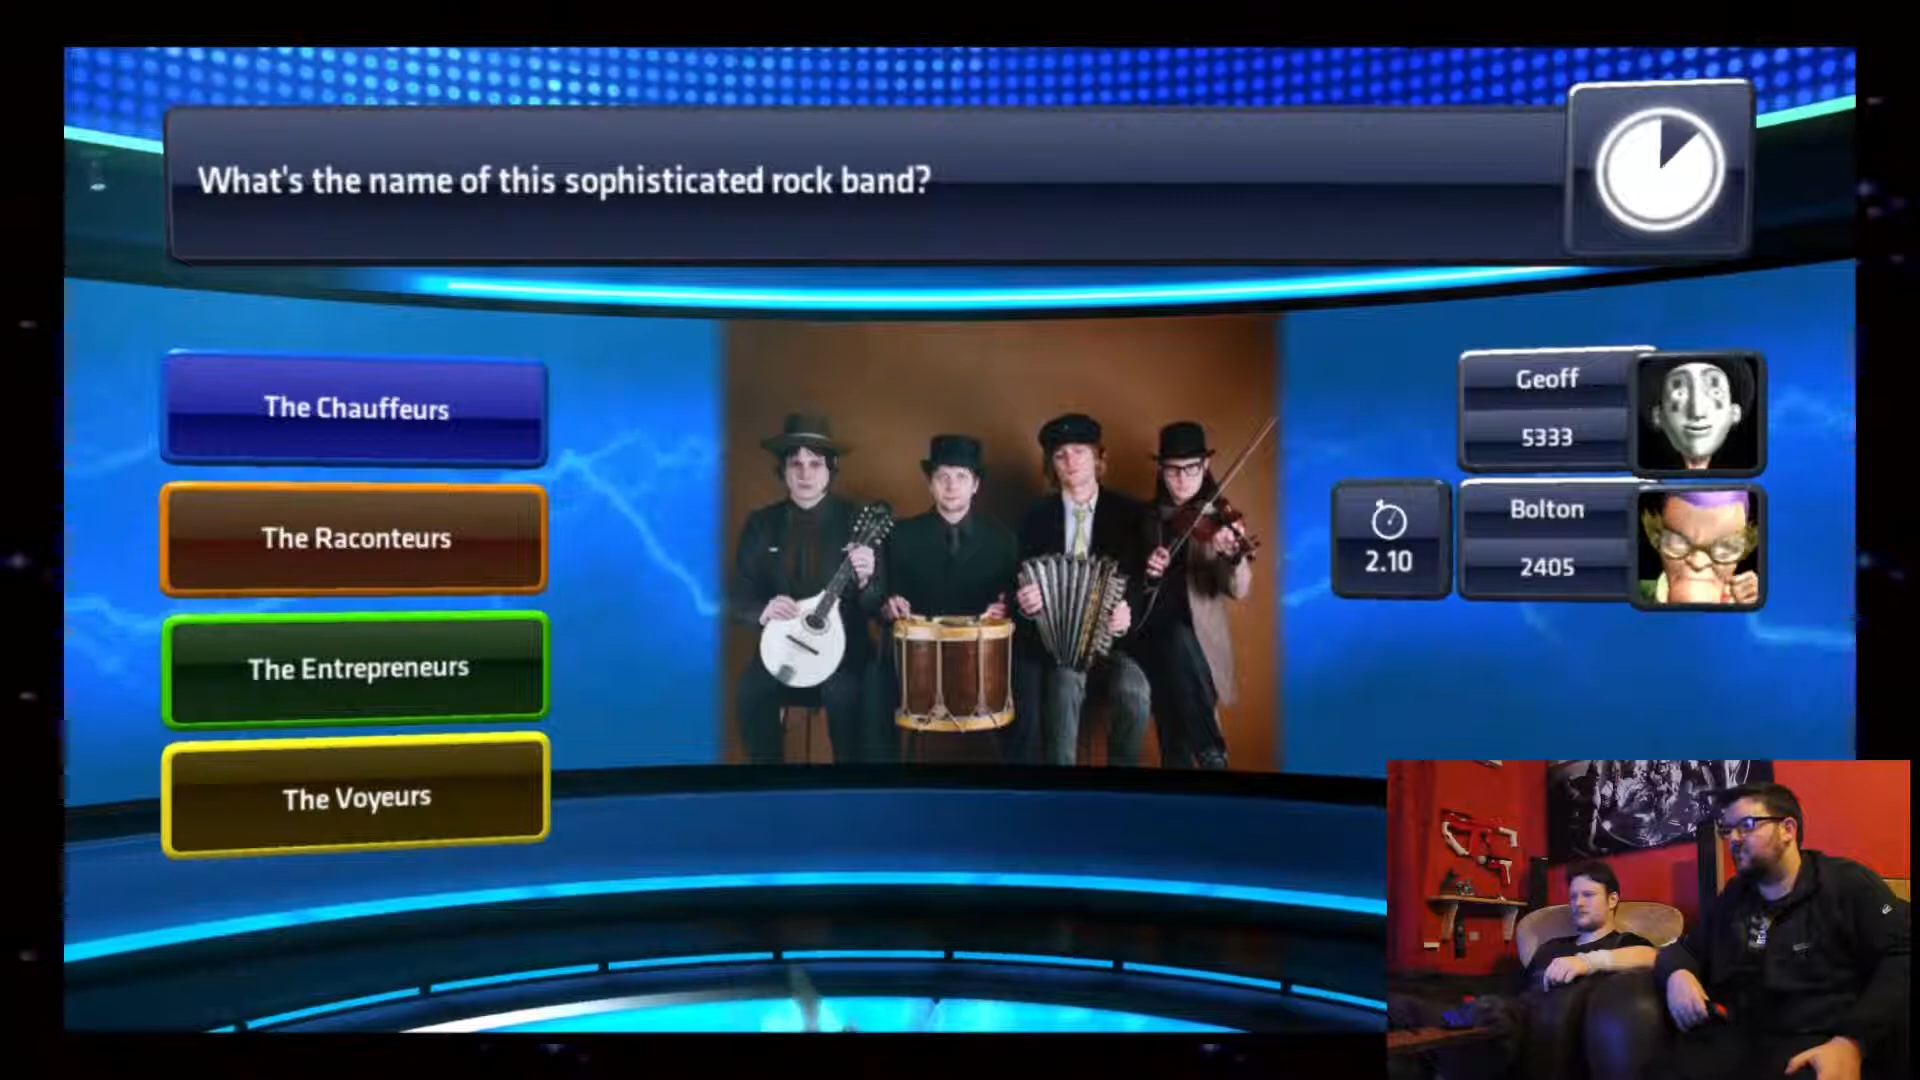 What's the name of this sophisticated rock band?
The Chauffeurs
The Raconteurs
The Entrepreneurs
The Voyeurs
Geoff
5333
2.10
Bolton
2405